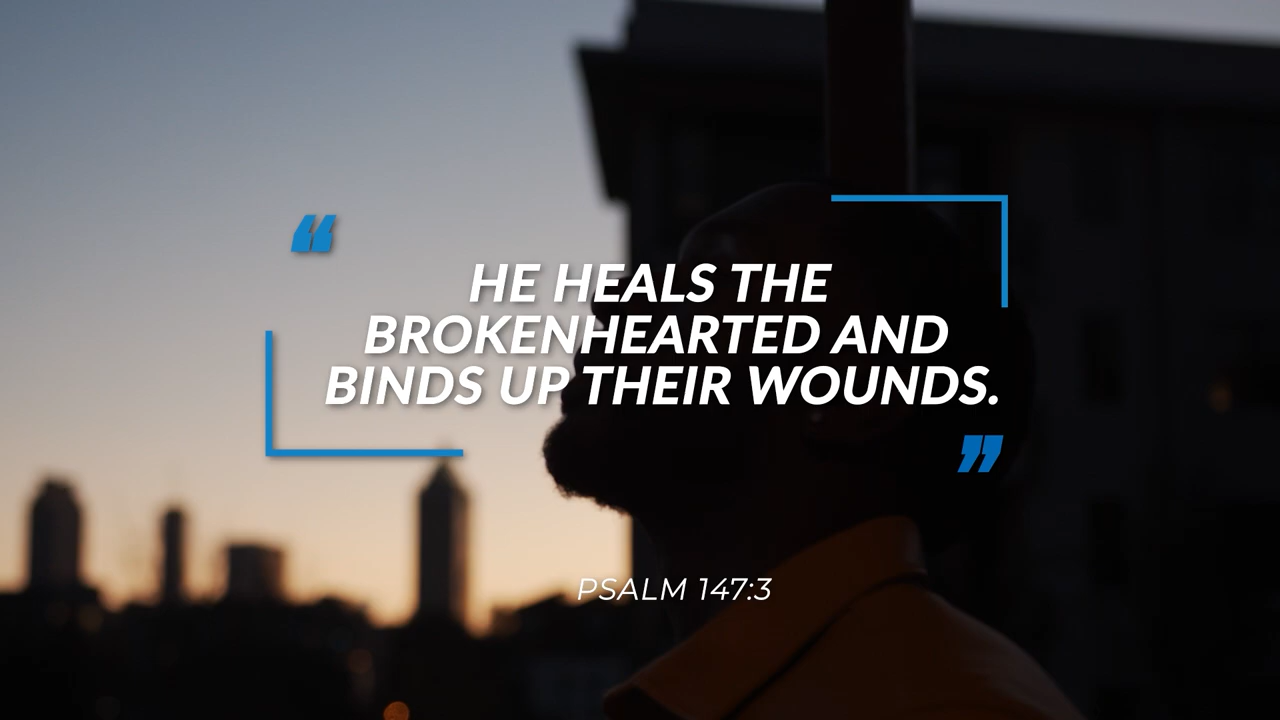 “
HE HEALS THE
BROKENHEARTED AND
BINDS UP THEIR WOUNDS.
”
PSALM 147:3